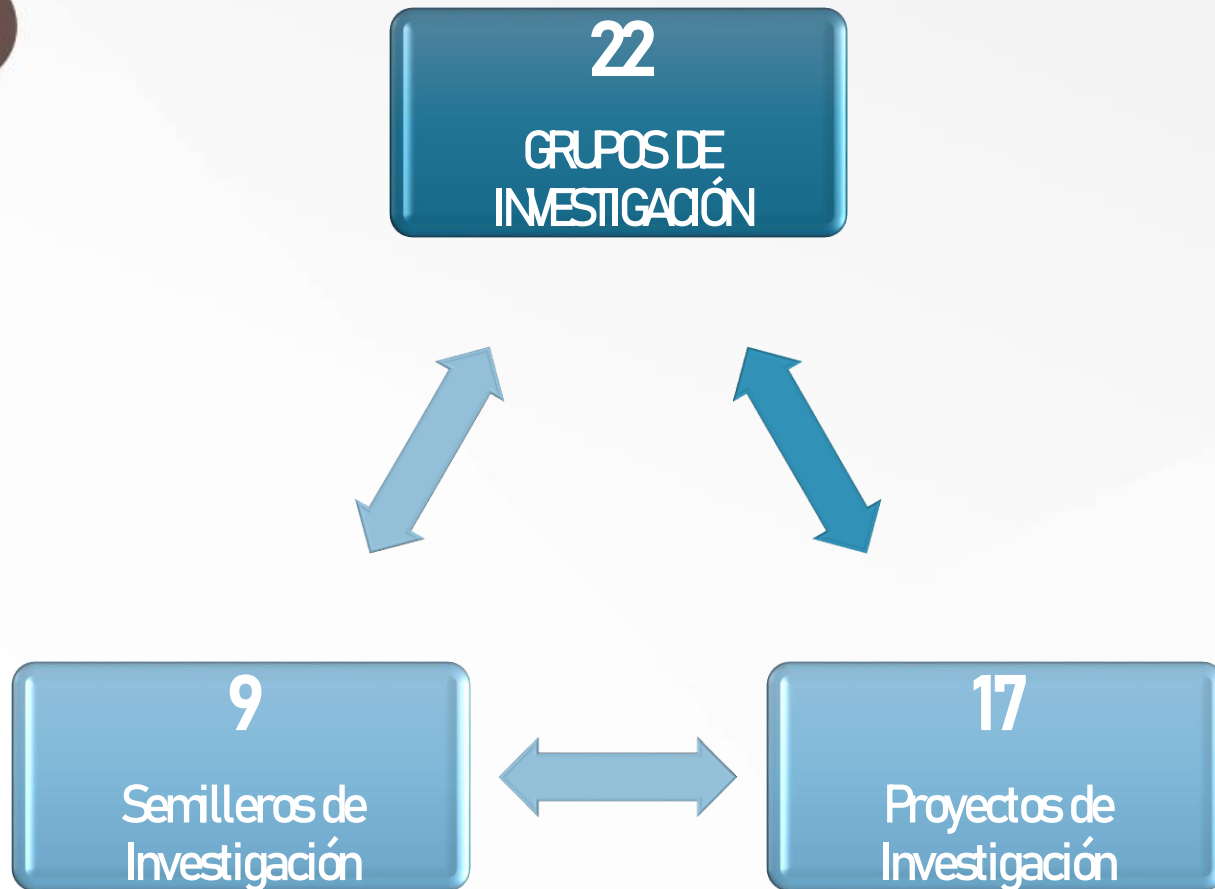 22
GRUPOS DE
INVESTIGACIÓN
9
Semilleros de
Investigación
17
Proyectos de
Investigación